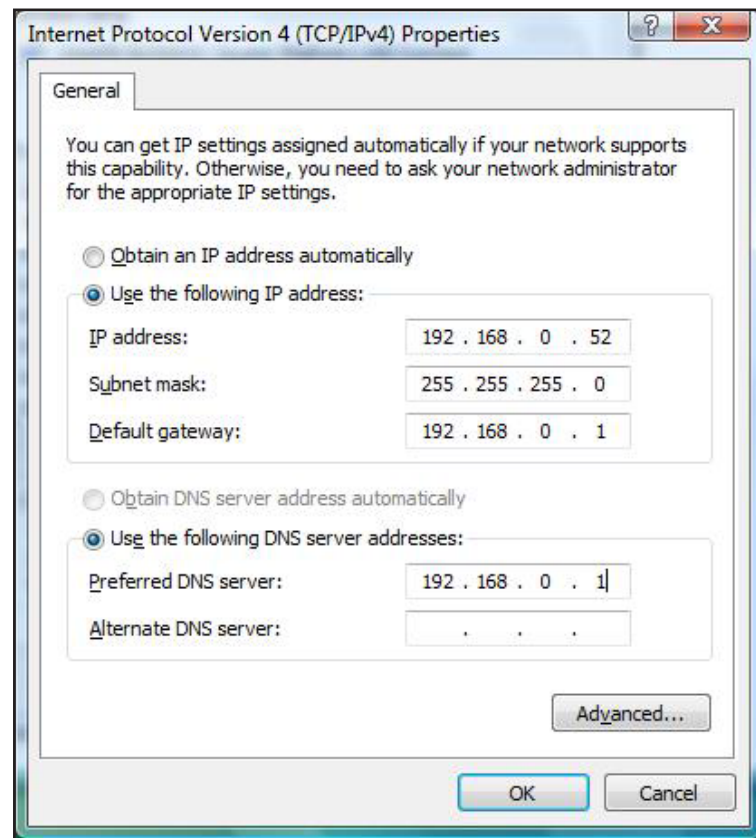 Internet Protocol Version 4 (TCP/IPv4) Properties
General
You can get IP settings assigned automatically if your network supports
this capability. Otherwise, you need to ask your network administrator
for the appropriate IP settings.
Obtain an IP address automatically
Use the following IP address:
IP address: 192 . 168 . 0 . 52
Subnet mask: 255 . 255 . 255 . 0
Default gateway: 192 . 168 . 0 . 1
Obtain DNS server address automatically
Use the following DNS server addresses:
Preferred DNS server: 192 . 168 . 0 . 1
Alternate DNS server: . . .
Advanced...
OK Cancel